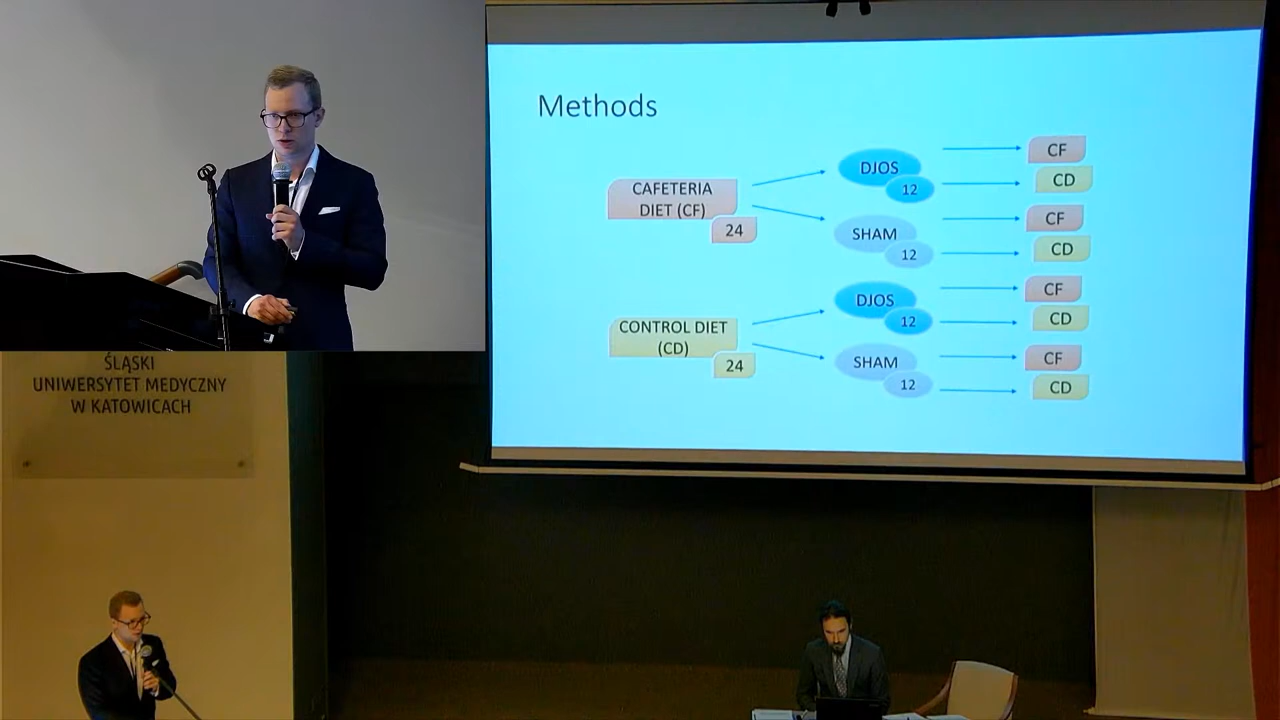 Methods
CAFETERIA
DIET (CF)
24
DJOS
12
SHAM
12
CF
CD
CF
CD
CONTROL DIET
(CD)
24
DJOS
12
SHAM
12
CF
CD
CF
CD
ŚLĄSKI
UNIWERSYTET MEDYCZNY
W KATOWICACH